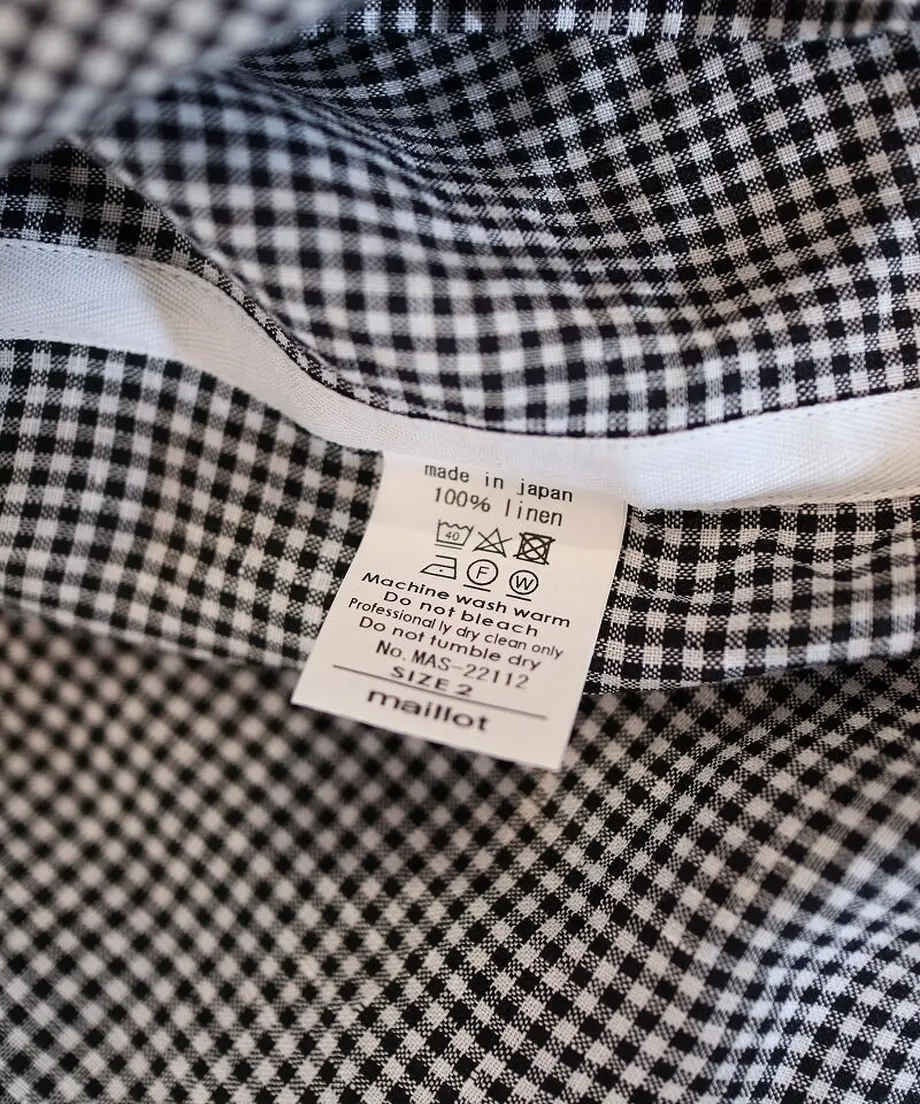 made in japan
100% linen
40
F W
Machine wash warm
Do not bleach
Professionally dry clean only
Do not tumble dry
No. MAS-22112
SIZE 2
maillot